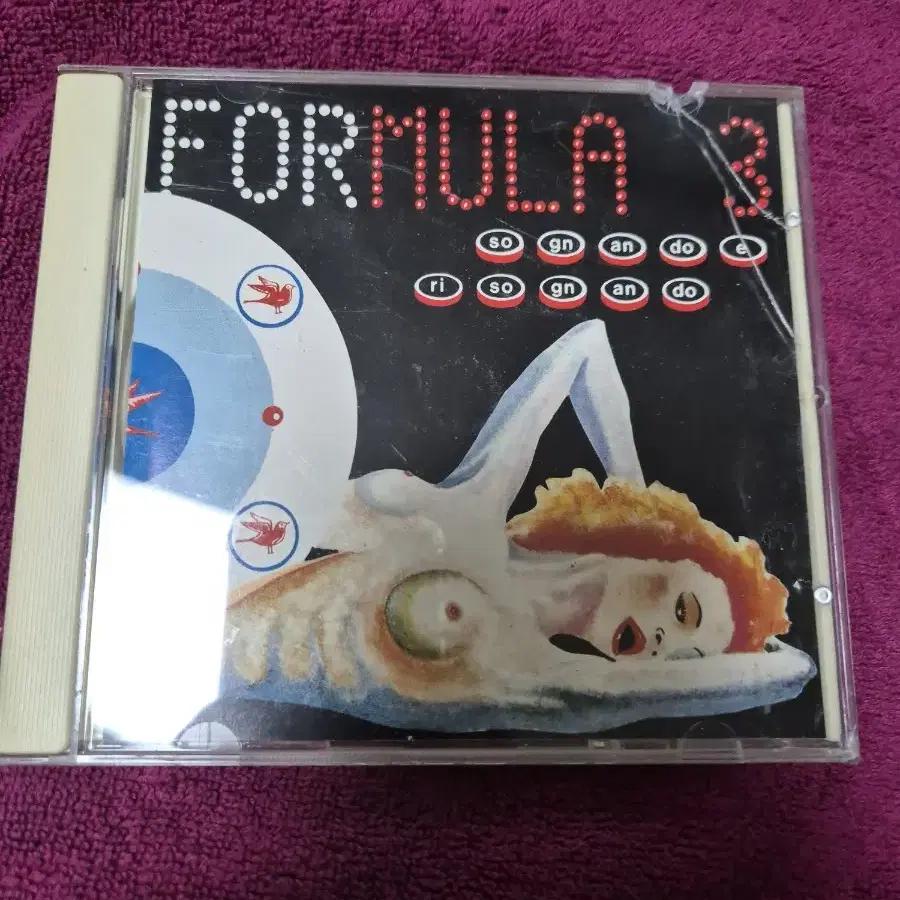 FORMULA 3
so gn an do e
ri so gn an do